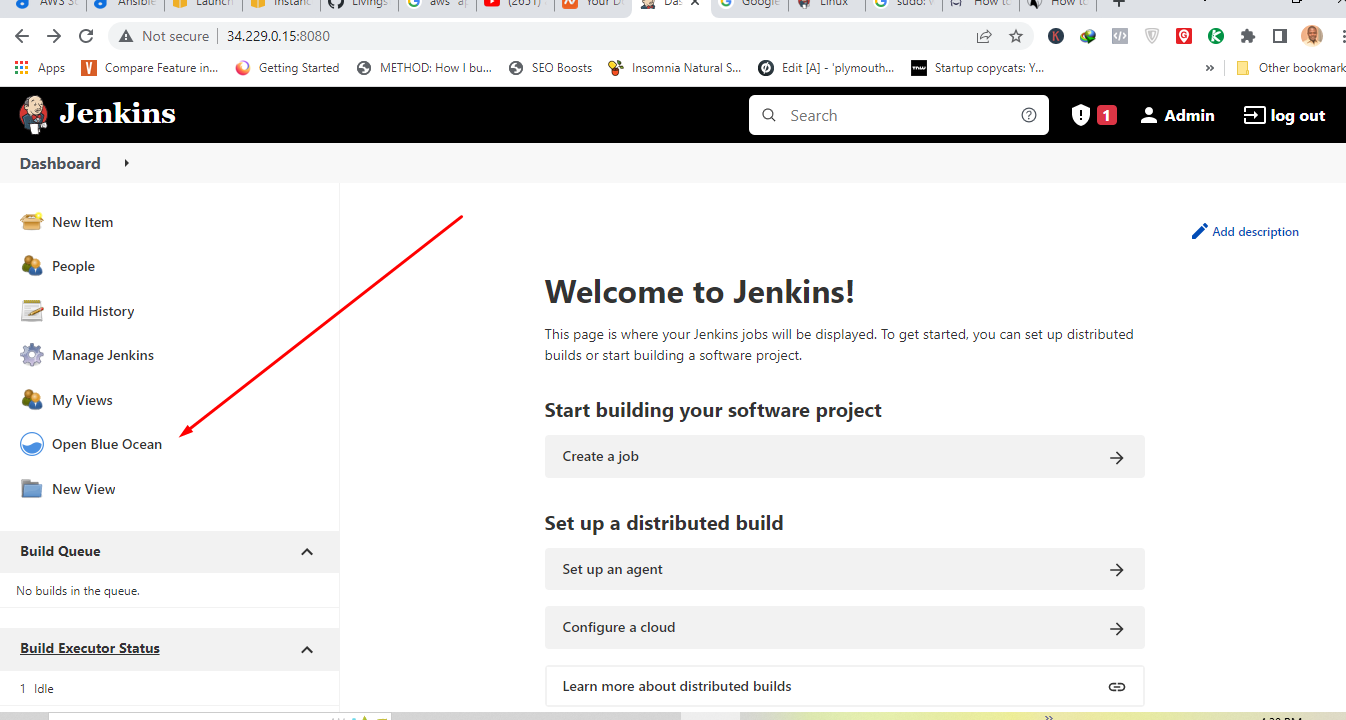 AWS S
Ansible
Launch
Instanc
Livings
aws ap
(2651)
Your D
Das
Google
Linux
sudo: v
How to
How to
Not secure
34.229.0.15:8080
Apps
Compare Feature in...
Getting Started
METHOD: How I bu...
SEO Boosts
Insomnia Natural S...
Edit [A] - 'plymouth...
Startup copycats: Y...
»
Other bookmark
Jenkins
Search
1
Admin
log out
Dashboard
New Item
People
Build History
Manage Jenkins
My Views
Open Blue Ocean
New View
Build Queue
No builds in the queue.
Build Executor Status
1 Idle
Add description
Welcome to Jenkins!
This page is where your Jenkins jobs will be displayed. To get started, you can set up distributed
builds or start building a software project.
Start building your software project
Create a job
Set up a distributed build
Set up an agent
Configure a cloud
Learn more about distributed builds